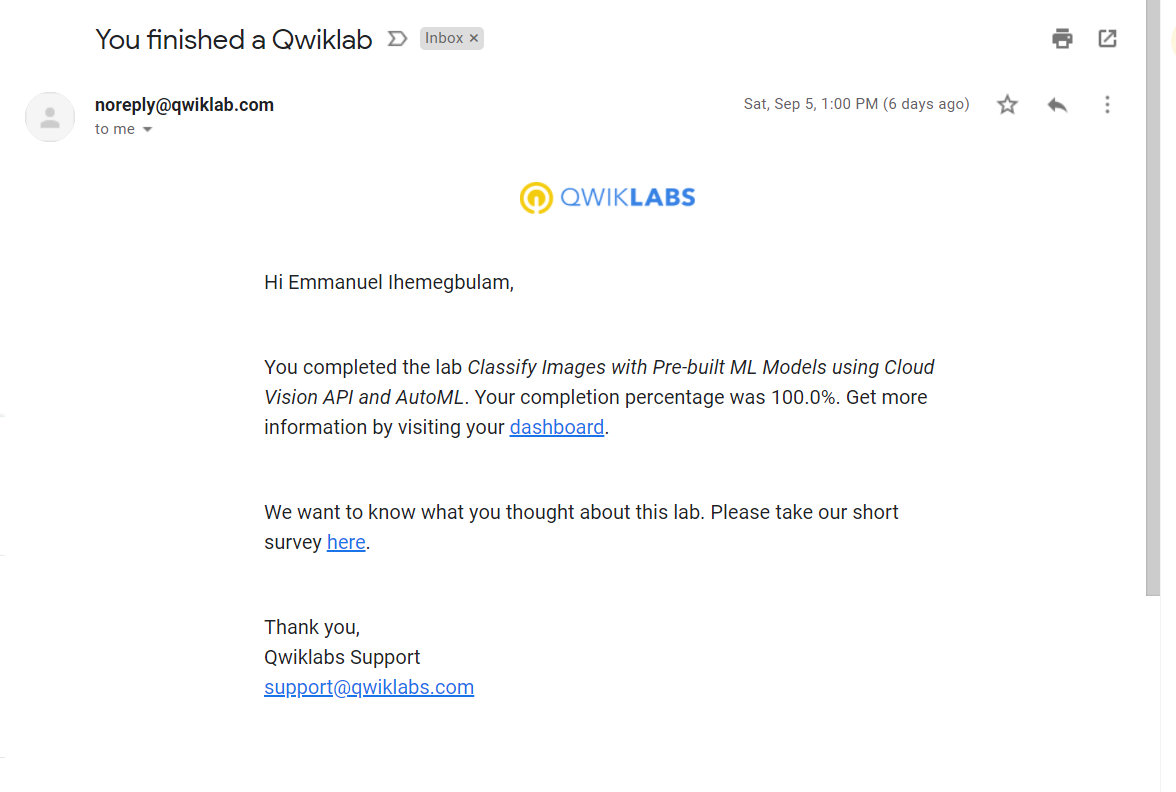 You finished a Qwiklab Inbox ×
noreply@qwiklab.com Sat, Sep 5, 1:00 PM (6 days ago)
to me
QWIKLABS
Hi Emmanuel Ihemegbulam,
You completed the lab Classify Images with Pre-built ML Models using Cloud
Vision API and AutoML. Your completion percentage was 100.0%. Get more
information by visiting your dashboard.
We want to know what you thought about this lab. Please take our short
survey here.
Thank you,
Qwiklabs Support
support@qwiklabs.com